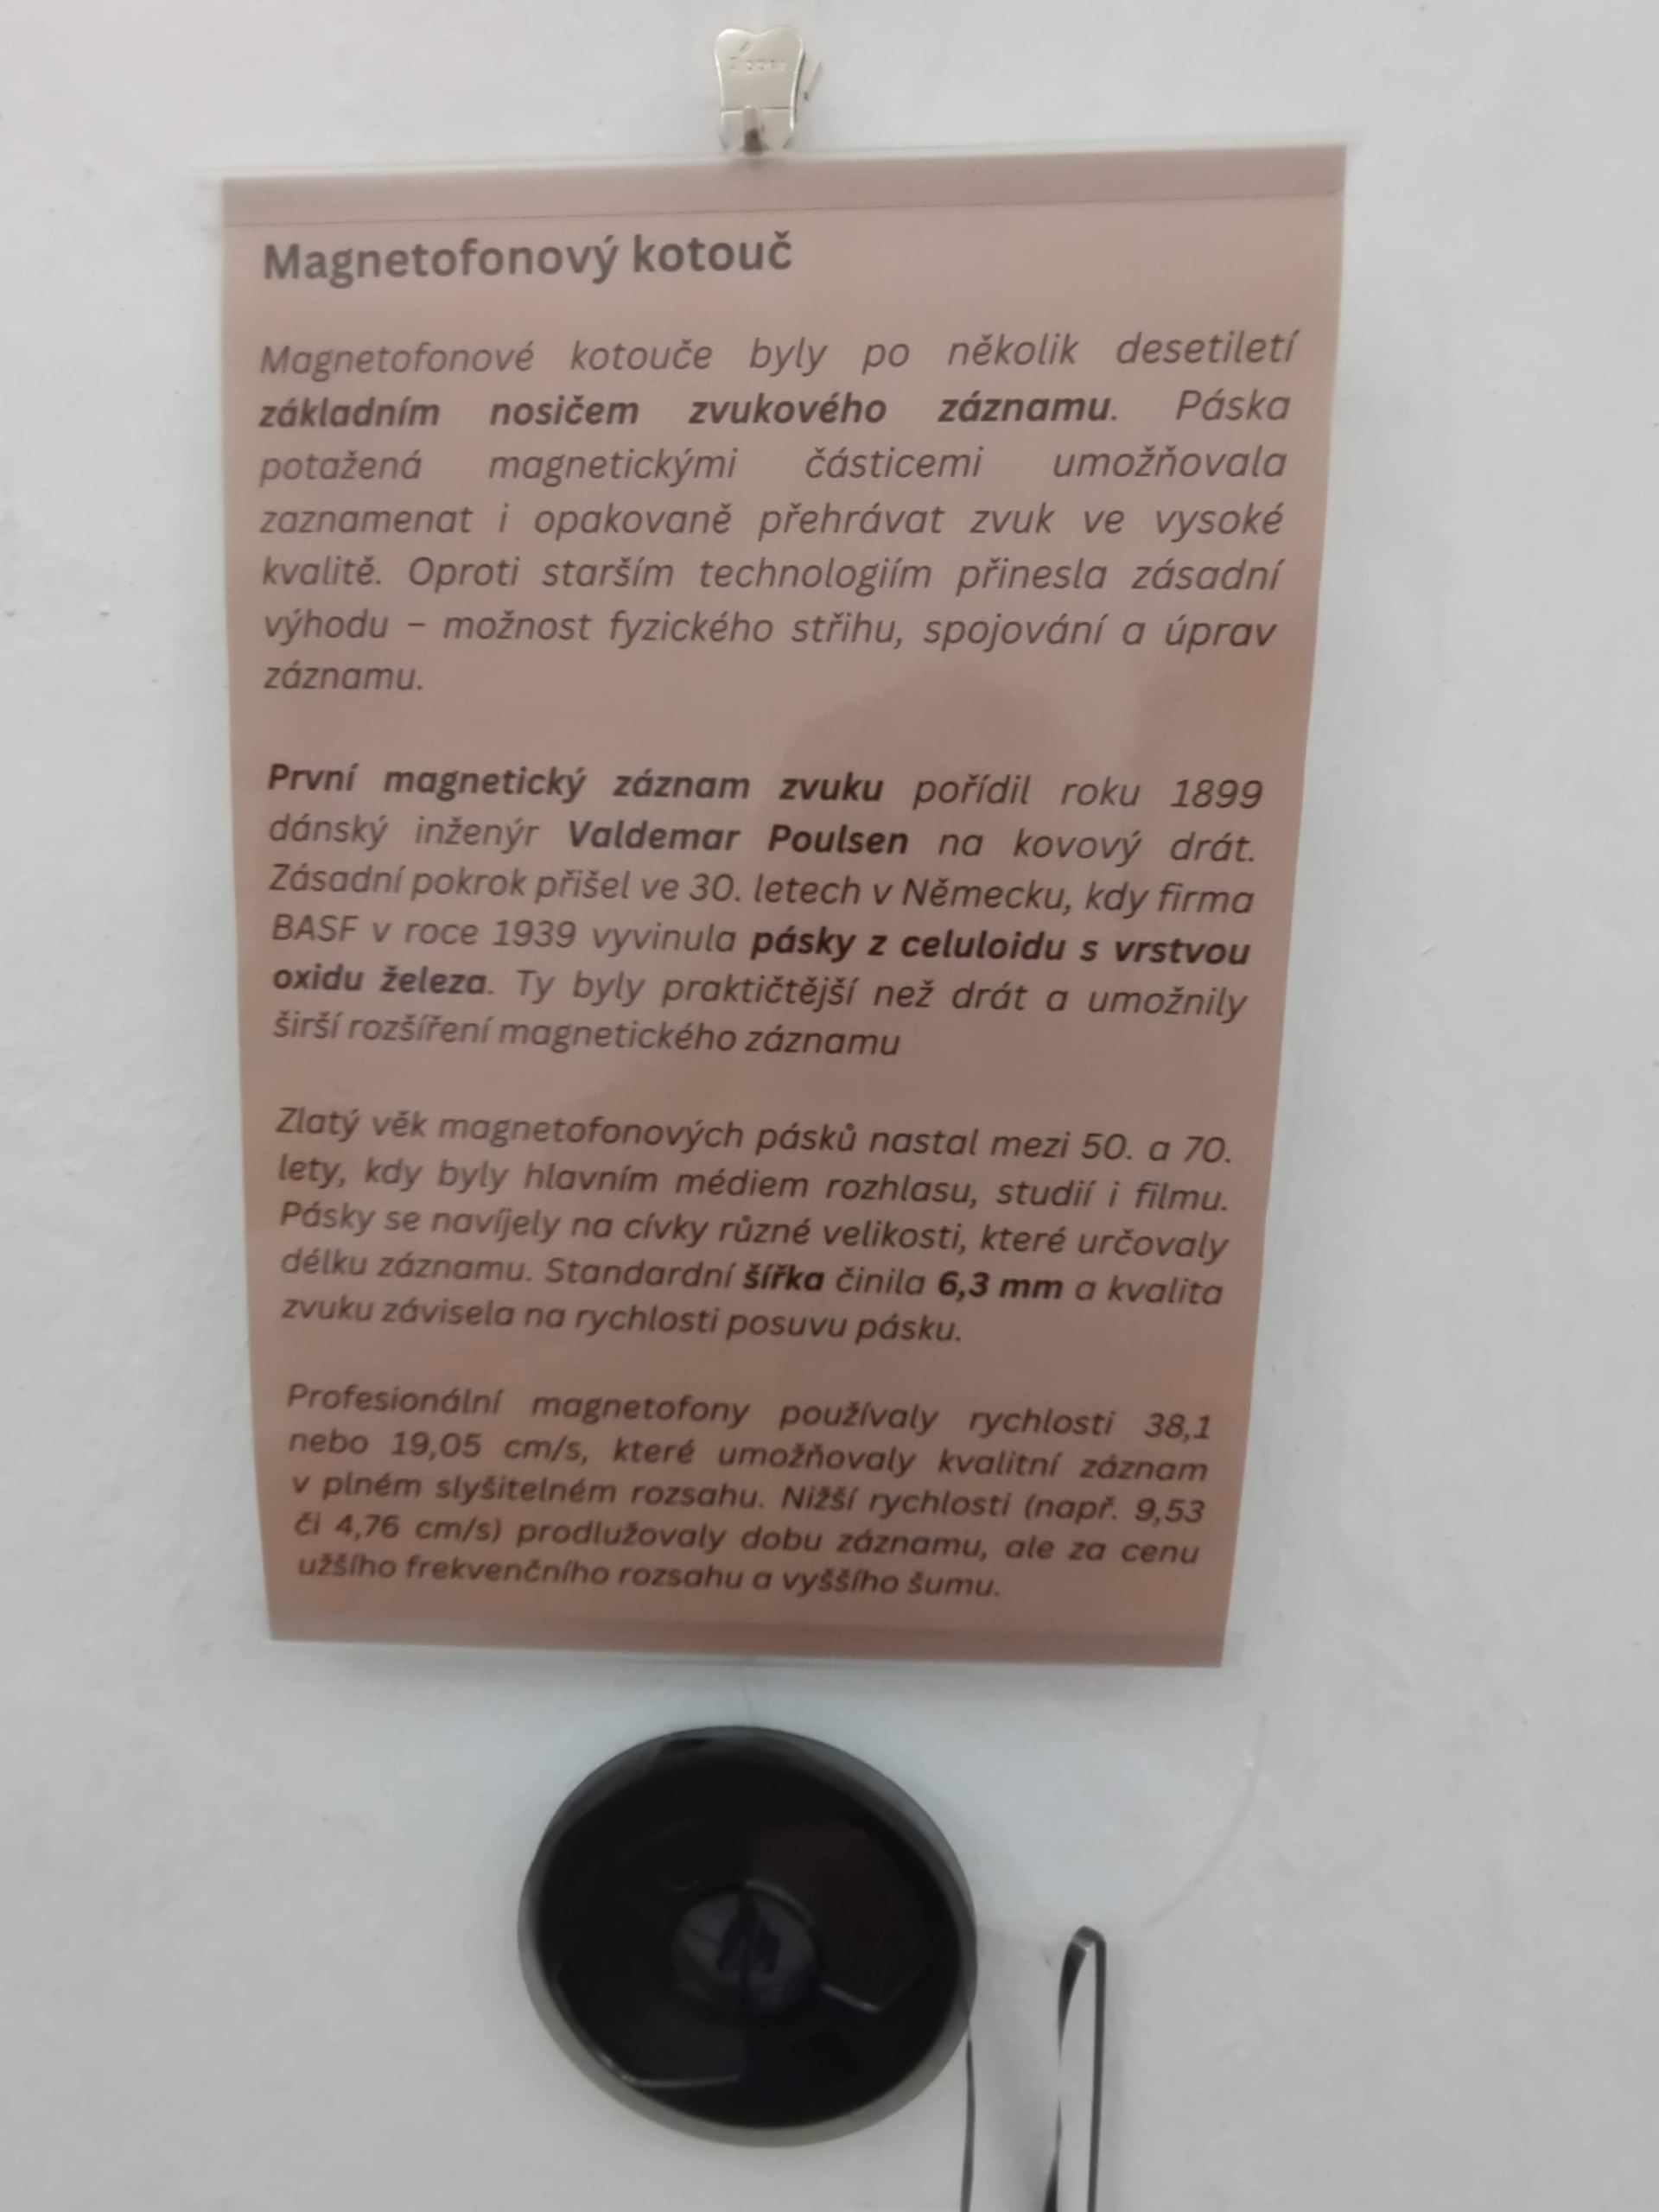 Magnetofonový kotouč
Magnetofonové kotouče byly po několik desetiletí
základním nosičem zvukového záznamu. Páska
potažená magnetickými částicemi umožňovala
zaznamenat i opakovaně přehrávat zvuk ve vysoké
kvalitě. Oproti starším technologiím přinesla zásadní
výhodu – možnost fyzického střihu, spojování a úprav
záznamu.
První magnetický záznam zvuku pořídil roku 1899
dánský inženýr Valdemar Poulsen na kovový drát.
Zásadní pokrok přišel ve 30. letech v Německu, kdy firma
BASF v roce 1939 vyvinula pásky z celuloidu s vrstvou
oxidu železa. Ty byly praktičtější než drát a umožnily
širší rozšíření magnetického záznamu
Zlatý věk magnetofonových pásků nastal mezi 50. a 70.
lety, kdy byly hlavním médiem rozhlasu, studií i filmu.
Pásky se navíjely na cívky různé velikosti, které určovaly
délku záznamu. Standardní šířka činila 6,3 mm a kvalita
zvuku závisela na rychlosti posuvu pásku.
Profesionální magnetofony používaly rychlosti 38,1
nebo 19,05 cm/s, které umožňovaly kvalitní záznam
v plném slyšitelném rozsahu. Nižší rychlosti (např. 9,53
či 4,76 cm/s) prodlužovaly dobu záznamu, ale za cenu
užšího frekvenčního rozsahu a vyššího šumu.